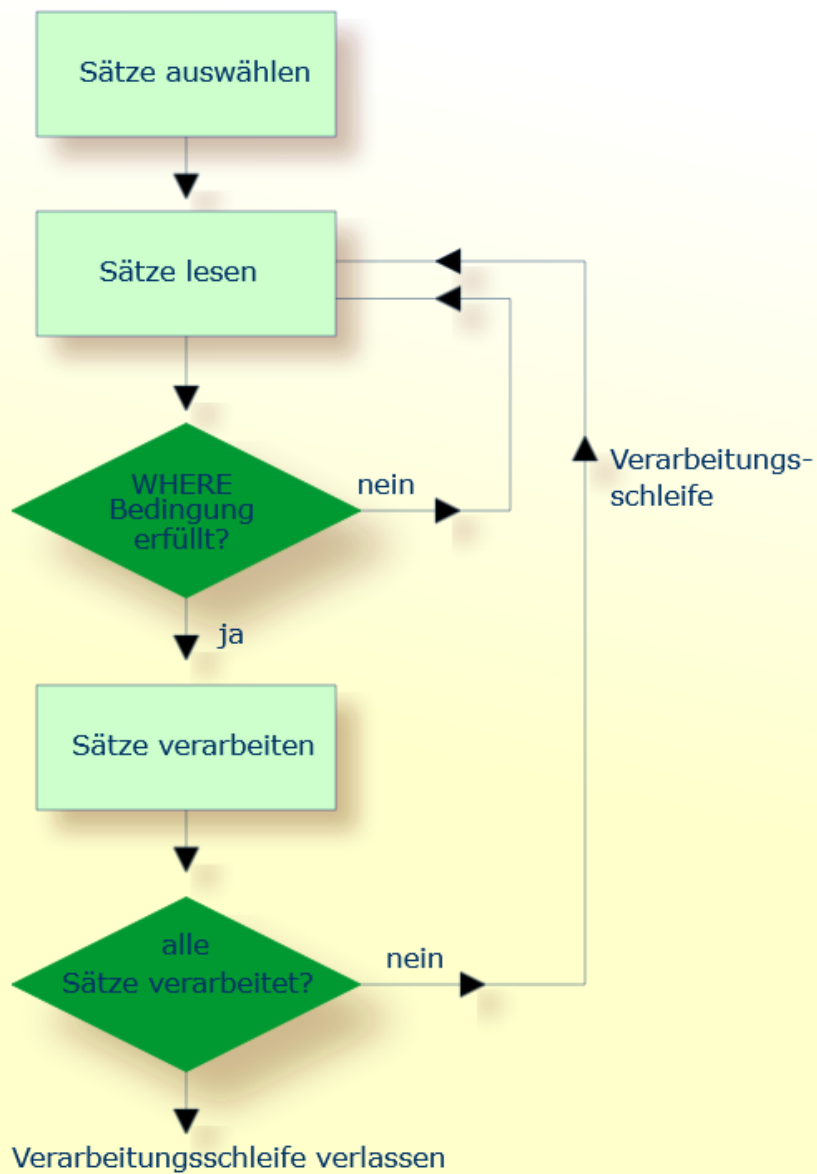 Sätze auswählen
Sätze lesen
WHERE
Bedingung
erfüllt?
nein
Verarbeitungs-
schleife
ja
Sätze verarbeiten
alle
Sätze verarbeitet?
nein
Verarbeitungsschleife verlassen